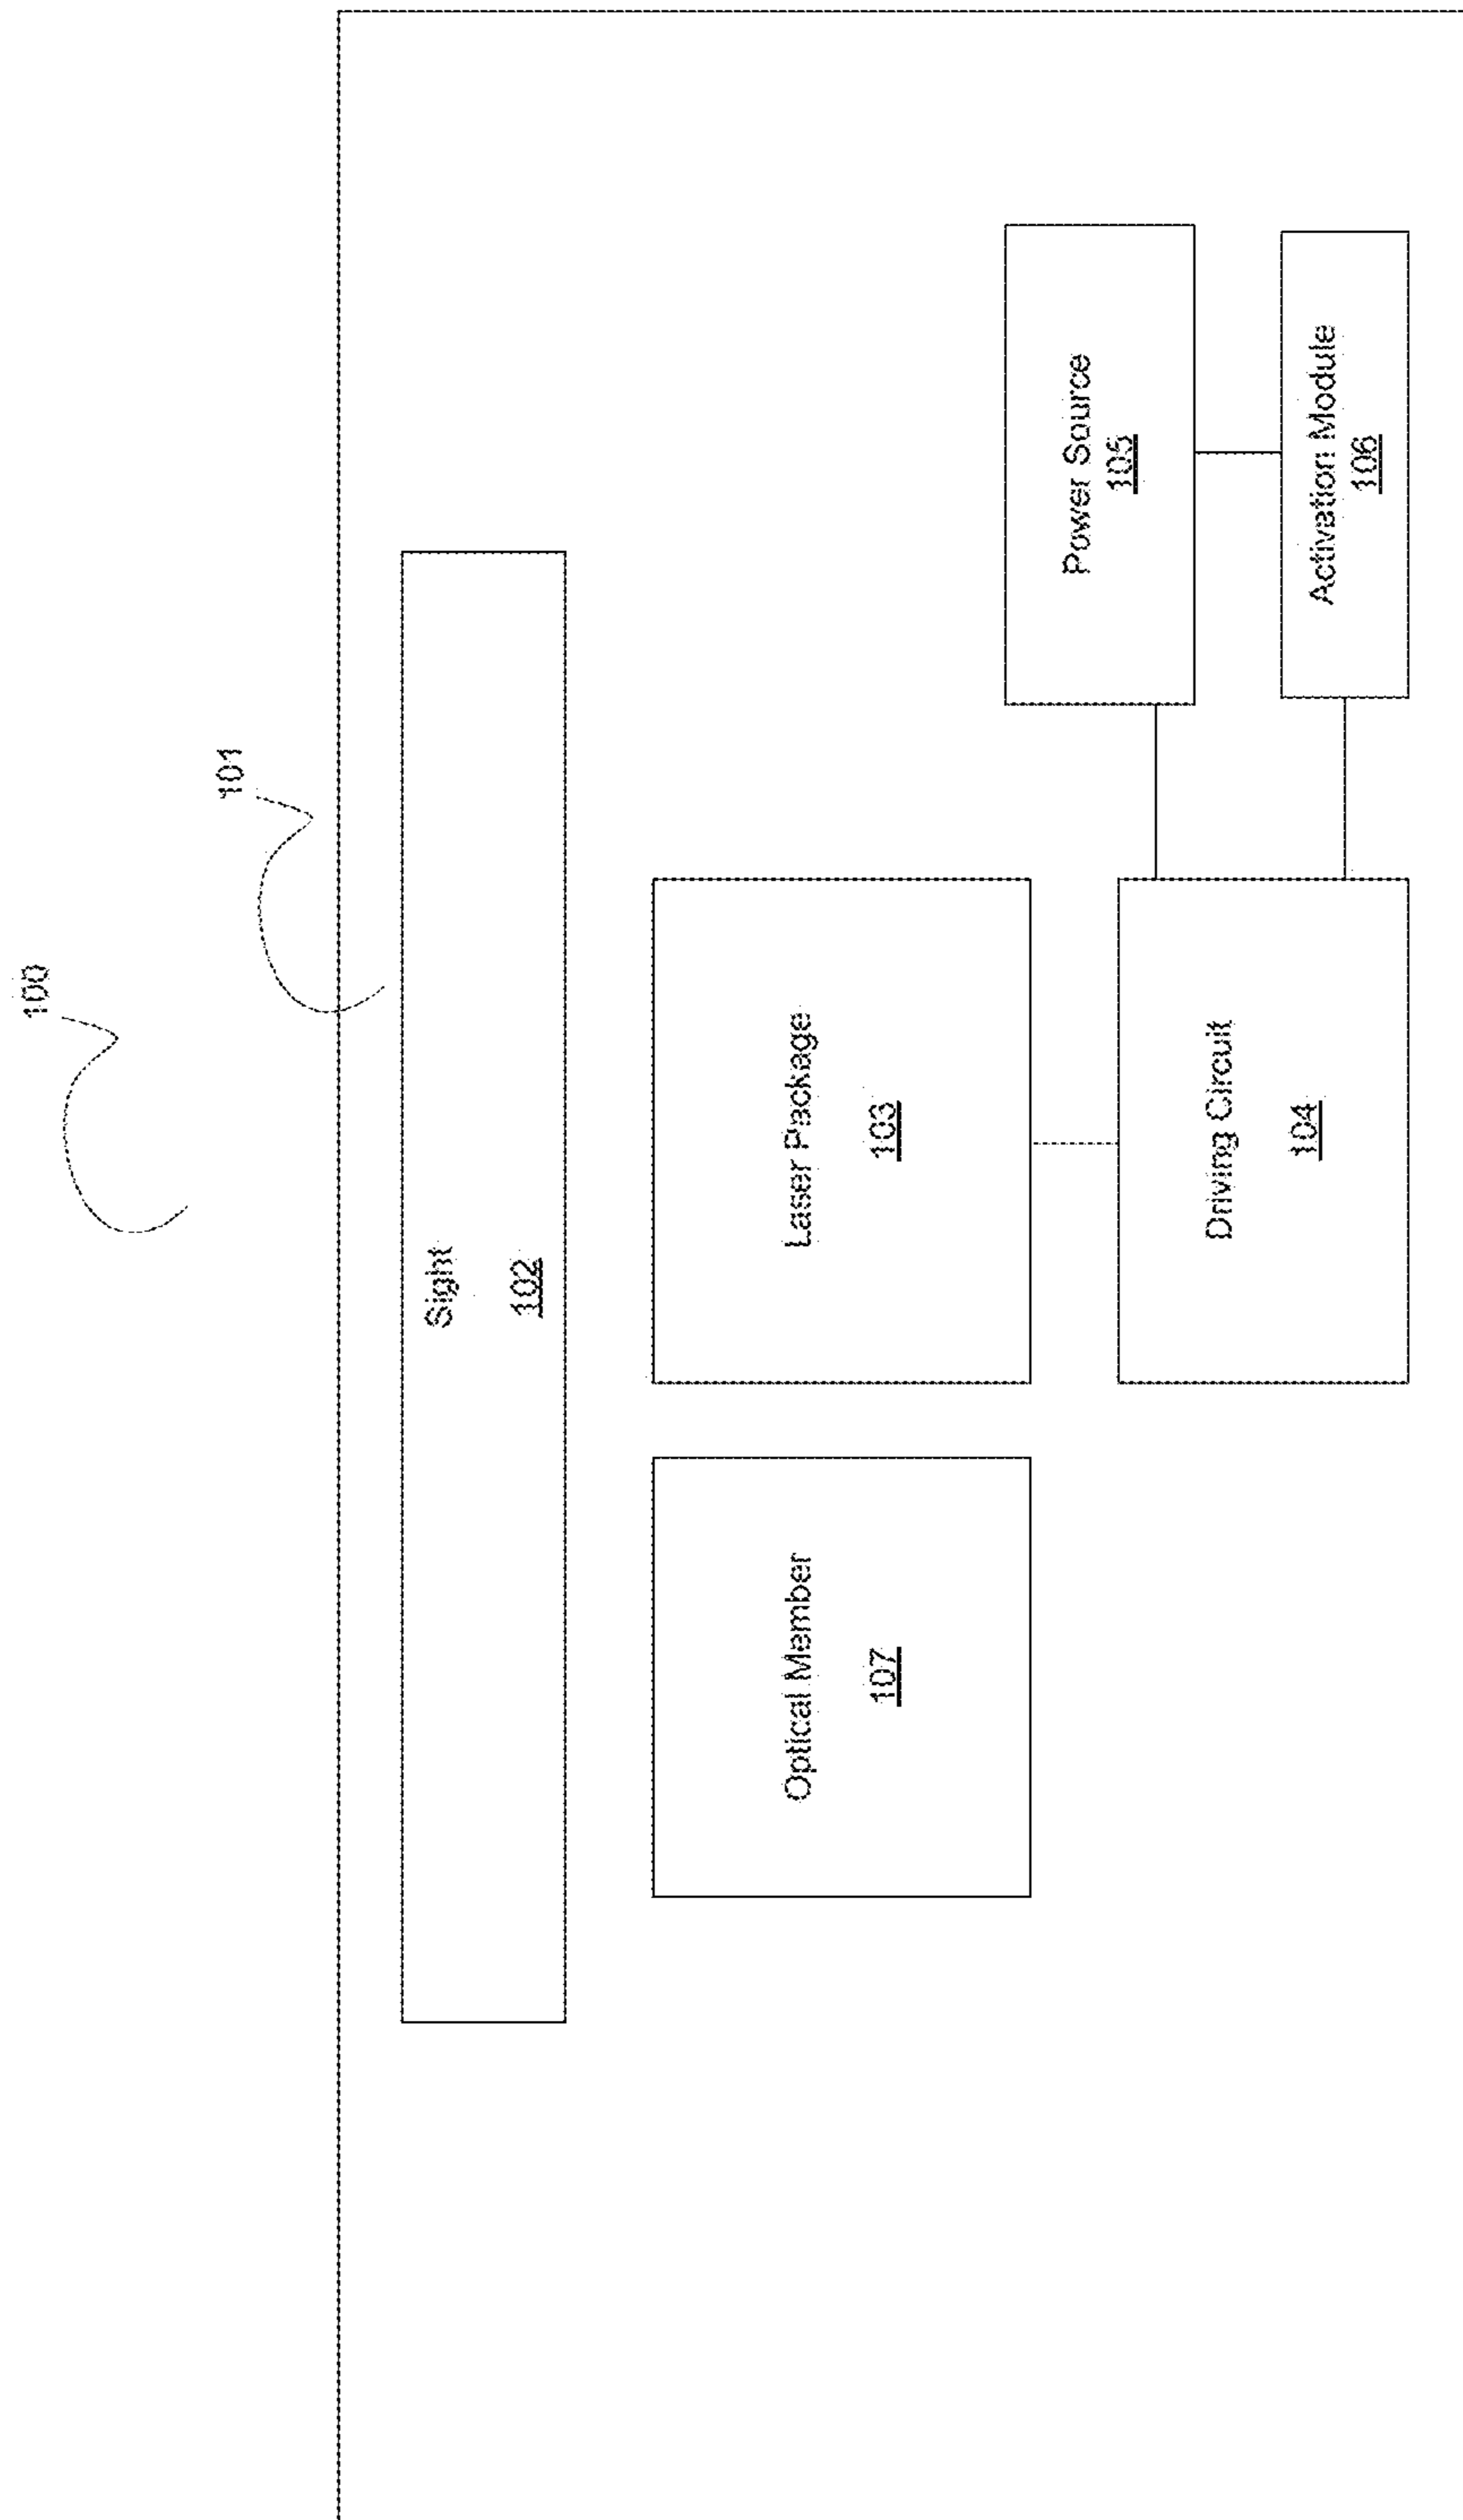 100
101
Sight
102
Optical Member
107
Laser Package
103
Power Source
105
Driving Circuit
104
Activation Module
106